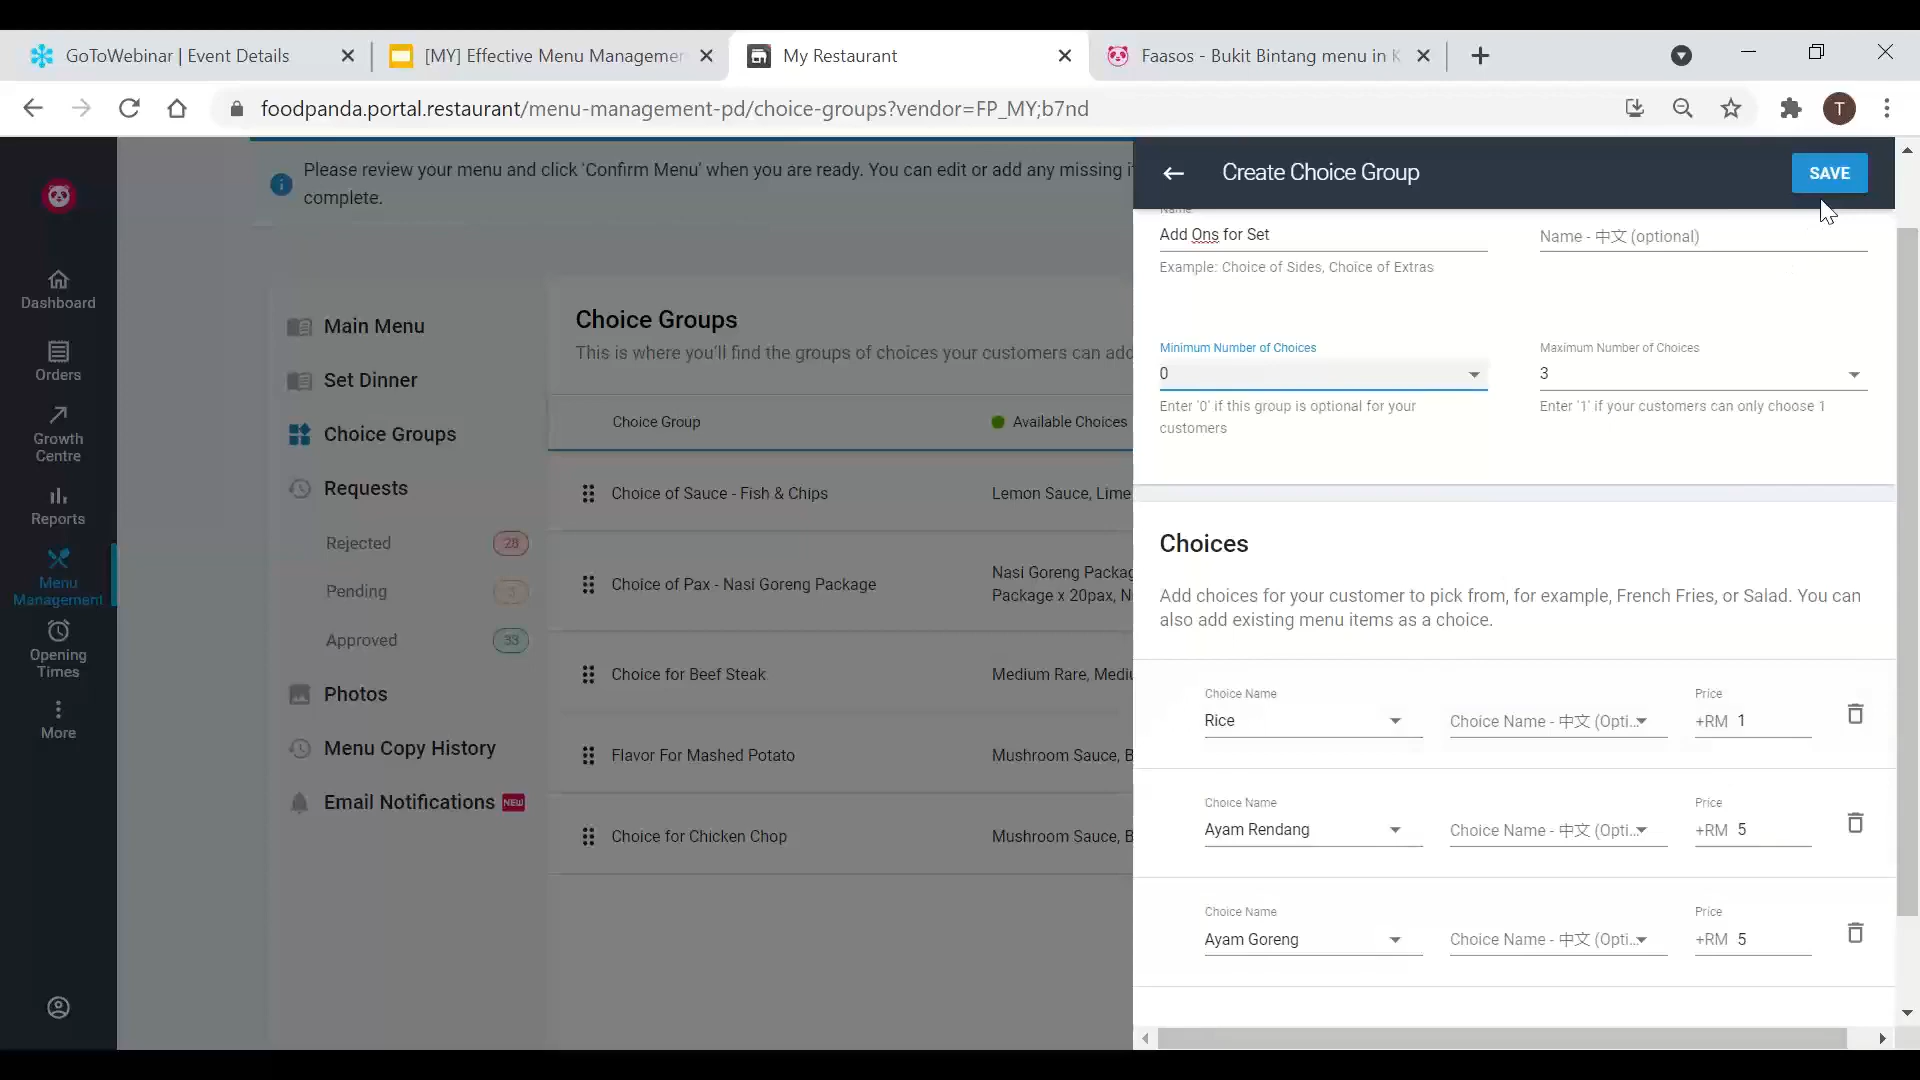 GoToWebinar | Event Details
[MY] Effective Menu Managemer
My Restaurant
Faasos - Bukit Bintang menu in K
foodpanda.portal.restaurant/menu-management-pd/choice-groups?vendor=FP_MY;b7nd
T
Please review your menu and click 'Confirm Menu' when you are ready. You can edit or add any missing i
complete.
Dashboard
Orders
Growth
Centre
Reports
Menu
Management
Opening
Times
More
Main Menu
Set Dinner
Choice Groups
Requests
Rejected 28
Pending 3
Approved 33
Photos
Menu Copy History
Email Notifications NEW
Choice Groups
This is where you'll find the groups of choices your customers can add
Choice Group Available Choices
Choice of Sauce - Fish & Chips Lemon Sauce, Lime
Choice of Pax - Nasi Goreng Package Nasi Goreng Packag
Package x 20pax, N
Choice for Beef Steak Medium Rare, Mediu
Flavor For Mashed Potato Mushroom Sauce, B
Choice for Chicken Chop Mushroom Sauce, B
Create Choice Group
SAVE
Name
Add Ons for Set
Name - 中文 (optional)
Example: Choice of Sides, Choice of Extras
Minimum Number of Choices
0
Enter '0' if this group is optional for your
customers
Maximum Number of Choices
3
Enter '1' if your customers can only choose 1
Choices
Add choices for your customer to pick from, for example, French Fries, or Salad. You can
also add existing menu items as a choice.
Choice Name Price
Rice Choice Name - 中文 (Opti... +RM 1
Choice Name Price
Ayam Rendang Choice Name - 中文 (Opti... +RM 5
Choice Name Price
Ayam Goreng Choice Name - 中文 (Opti... +RM 5